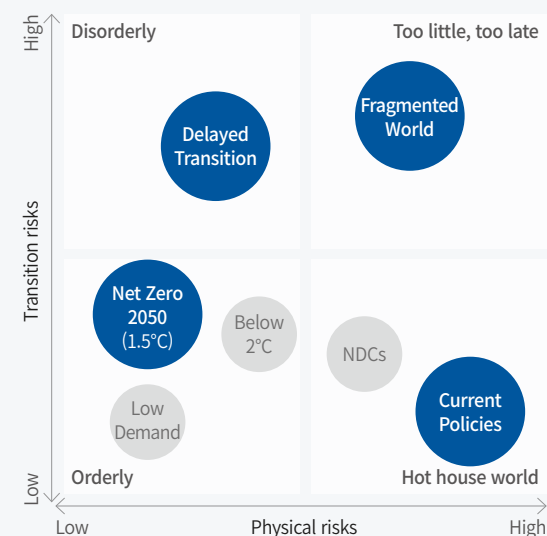 High
Disorderly
Too little, too late
Delayed
Transition
Fragmented
World
Transition risks
Net Zero
2050
(1.5°C)
Below
2°C
NDCs
Low
Demand
Current
Policies
Low
Orderly
Hot house world
Low
Physical risks
High